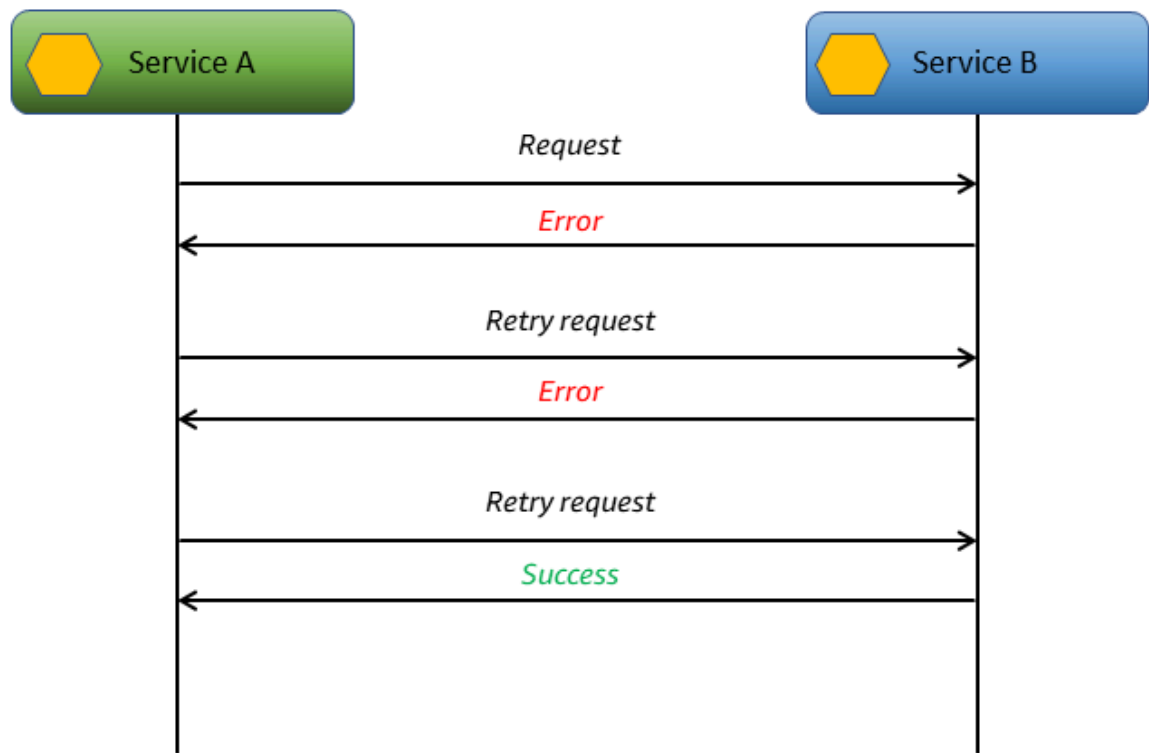 Service A
Service B
Request
Error
Retry request
Error
Retry request
Success